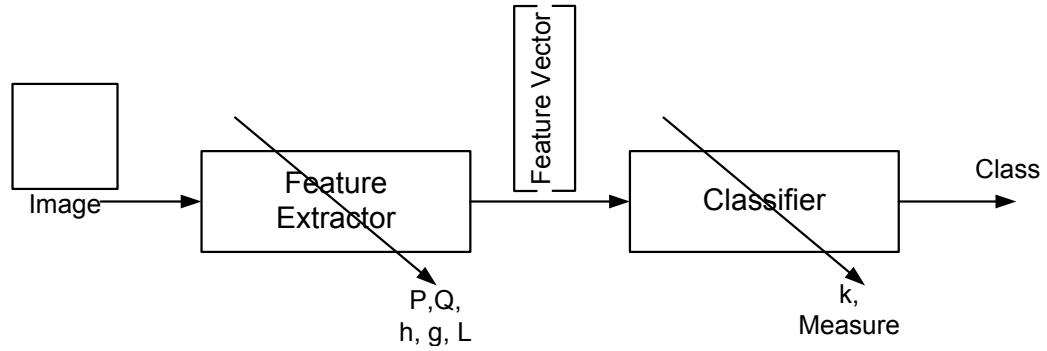 Image
Feature
Extractor
P,Q,
h, g, L
Feature Vector
Classifier
k,
Measure
Class